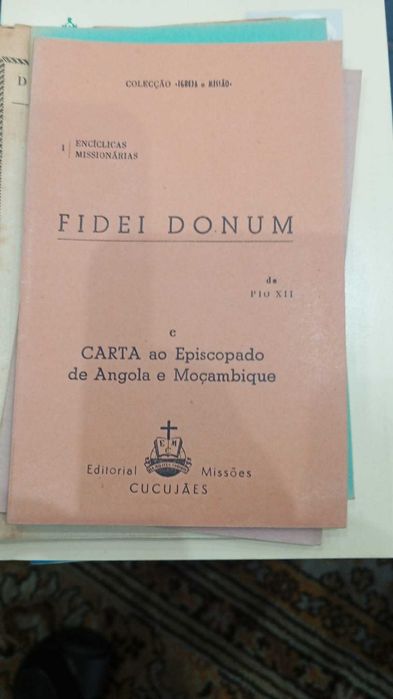 COLECÇÃO «IGREJA e MISSÃO»
1 ENCÍCLICAS
MISSIONÁRIAS
FIDEI DONUM
de
PIO XII
e
CARTA ao Episcopado
de Angola e Moçambique
E M
Editorial Missões
CUCUJÃES
D